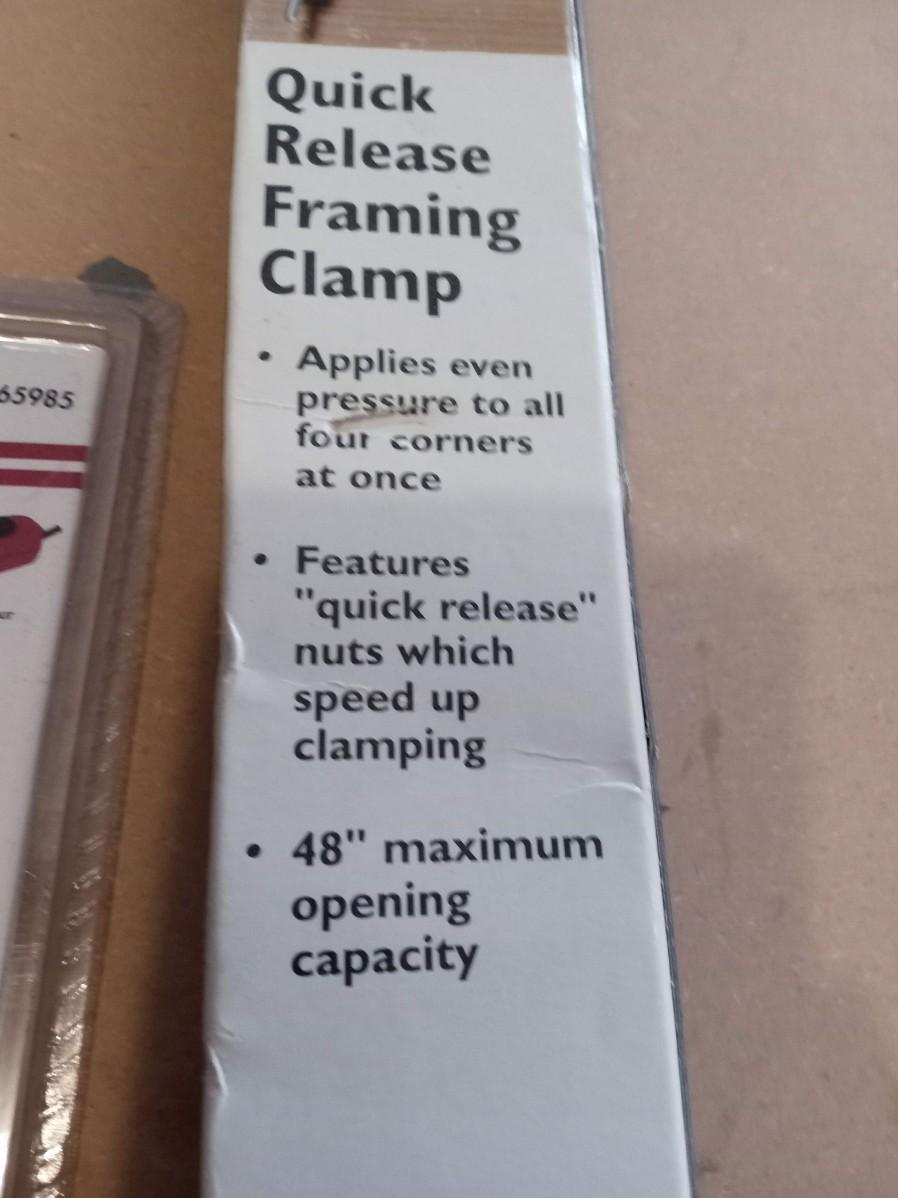 Quick
Release
Framing
Clamp
• Applies even
pressure to all
four corners
at once
• Features
"quick release"
nuts which
speed up
clamping
• 48" maximum
opening
capacity
65985